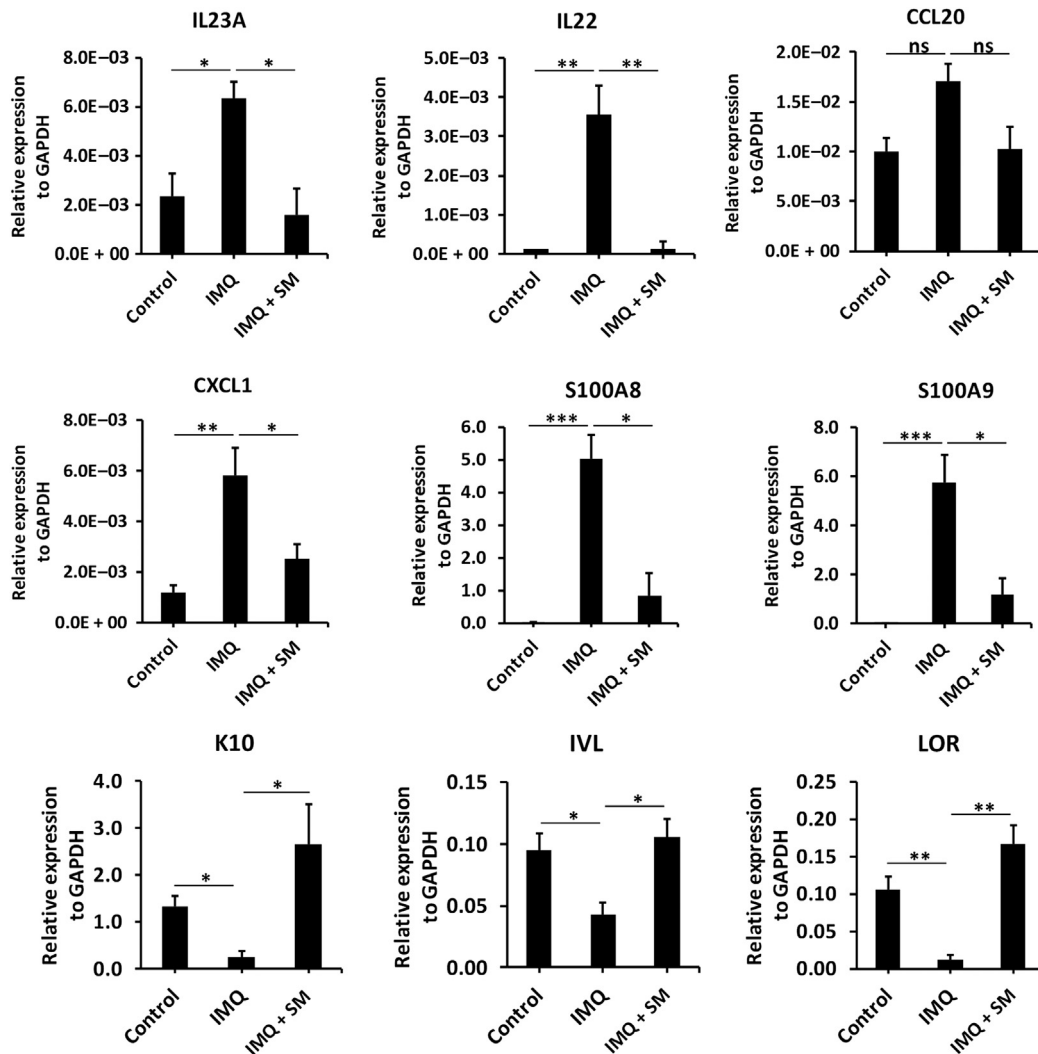 IL23A
Relative expression
to GAPDH
8.0E−03
6.0E−03
4.0E−03
2.0E−03
0.0E + 00
*
*
Control
IMQ
IMQ + SM
IL22
Relative expression
to GAPDH
5.0E−03
4.0E−03
3.0E−03
2.0E−03
1.0E−03
0.0E + 00
**
**
Control
IMQ
IMQ + SM
CCL20
Relative expression
to GAPDH
2.0E−02
1.5E−02
1.0E−02
5.0E−03
0.0E + 00
ns
ns
Control
IMQ
IMQ + SM
CXCL1
Relative expression
to GAPDH
8.0E−03
6.0E−03
4.0E−03
2.0E−03
0.0E + 00
**
*
Control
IMQ
IMQ + SM
S100A8
Relative expression
to GAPDH
6.0
5.0
4.0
3.0
2.0
1.0
0.0
***
*
Control
IMQ
IMQ + SM
S100A9
Relative expression
to GAPDH
8.0
6.0
4.0
2.0
0.0
***
*
Control
IMQ
IMQ + SM
K10
Relative expression
to GAPDH
4.0
3.0
2.0
1.0
0.0
*
*
Control
IMQ
IMQ + SM
IVL
Relative expression
to GAPDH
0.15
0.10
0.05
0.00
*
*
Control
IMQ
IMQ + SM
LOR
Relative expression
to GAPDH
0.25
0.20
0.15
0.10
0.05
0.00
**
**
Control
IMQ
IMQ + SM